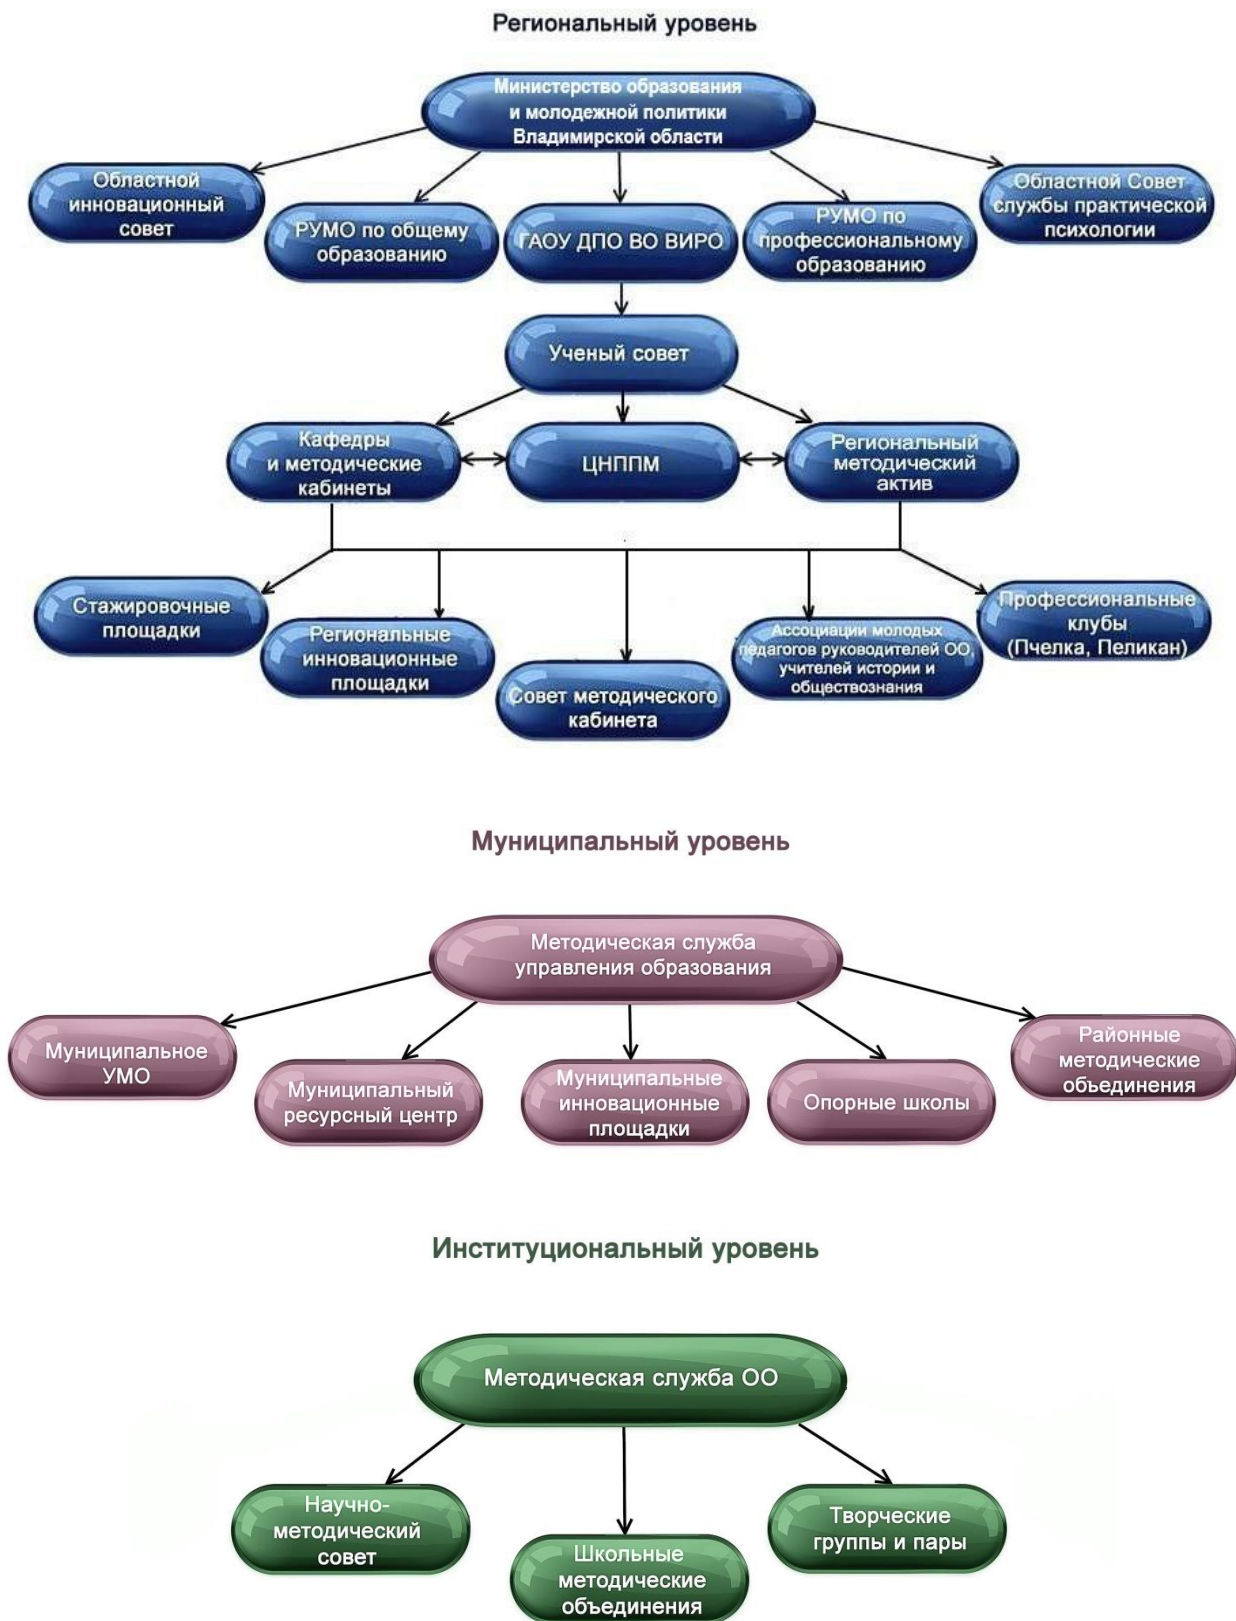 Региональный уровень
Министерство образования
и молодежной политики
Владимирской области
Областной
инновационный
совет
РУМО по общему
образованию
ГАОУ ДПО ВО ВИРО
РУМО по
профессиональному
образованию
Областной Совет
службы практической
психологии
Ученый совет
Кафедры
и методические
кабинеты
ЦНППМ
Региональный
методический
актив
Стажировочные
площадки
Региональные
инновационные
площадки
Совет методического
кабинета
Ассоциации молодых
педагогов руководителей ОО,
учителей истории и
обществознания
Профессиональные
клубы
(Пчелка, Пеликан)
Муниципальный уровень
Методическая служба
управления образования
Муниципальное
УМО
Муниципальный
ресурсный центр
Муниципальные
инновационные
площадки
Опорные школы
Районные
методические
объединения
Институциональный уровень
Методическая служба ОО
Научно-
методический
совет
Школьные
методические
объединения
Творческие
группы и пары